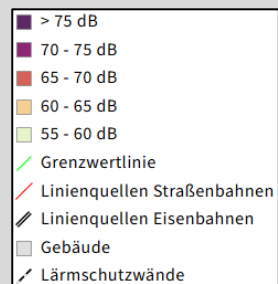 > 75 dB
70 - 75 dB
65 - 70 dB
60 - 65 dB
55 - 60 dB
Grenzwertlinie
Linienquellen Straßenbahnen
Linienquellen Eisenbahnen
Gebäude
Lärmschutzwände